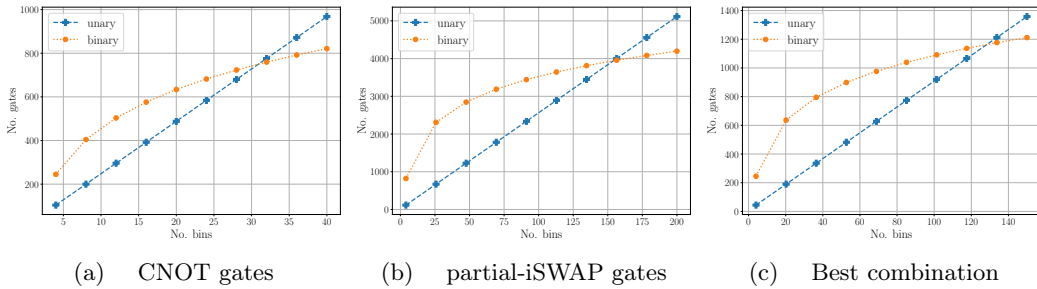 unary
binary
No. gates
1000
800
600
400
200
5 10 15 20 25 30 35 40
No. bins
(a) CNOT gates
unary
binary
No. gates
5000
4000
3000
2000
1000
0
0 25 50 75 100 125 150 175 200
No. bins
(b) partial-iSWAP gates
unary
binary
No. gates
1400
1200
1000
800
600
400
200
0
20 40 60 80 100 120 140
No. bins
(c) Best combination